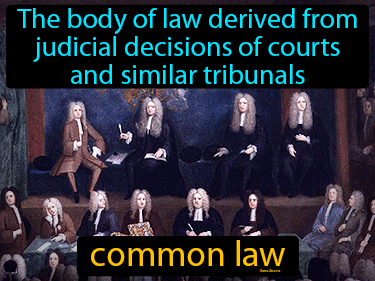 The body of law derived from
judicial decisions of courts
and similar tribunals
common law